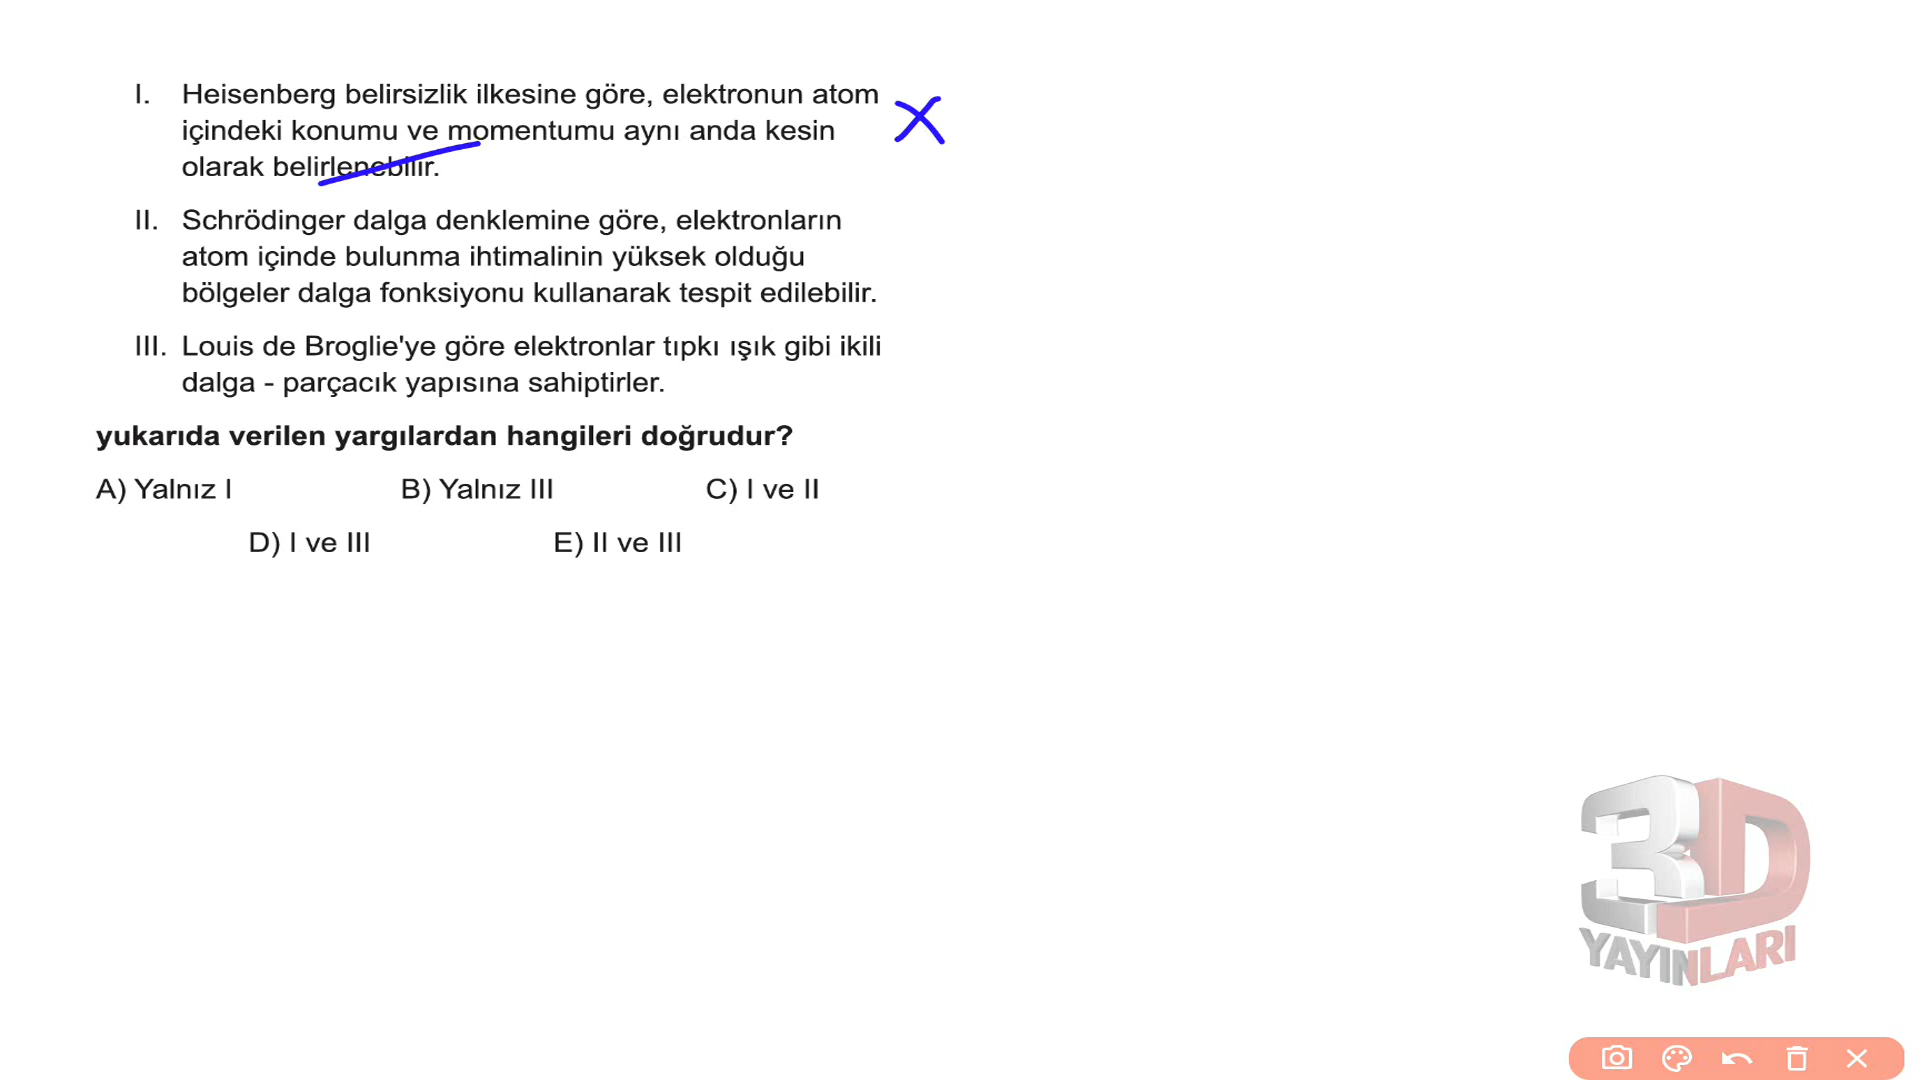 I. Heisenberg belirsizlik ilkesine göre, elektronun atom
içindeki konumu ve momentumu aynı anda kesin
olarak belirlenebilir.
II. Schrödinger dalga denklemine göre, elektronların
atom içinde bulunma ihtimalinin yüksek olduğu
bölgeler dalga fonksiyonu kullanarak tespit edilebilir.
III. Louis de Broglie'ye göre elektronlar tıpkı ışık gibi ikili
dalga - parçacık yapısına sahiptirler.
yukarıda verilen yargılardan hangileri doğrudur?
A) Yalnız I B) Yalnız III C) I ve II
D) I ve III E) II ve III
3D
YAYINLARI